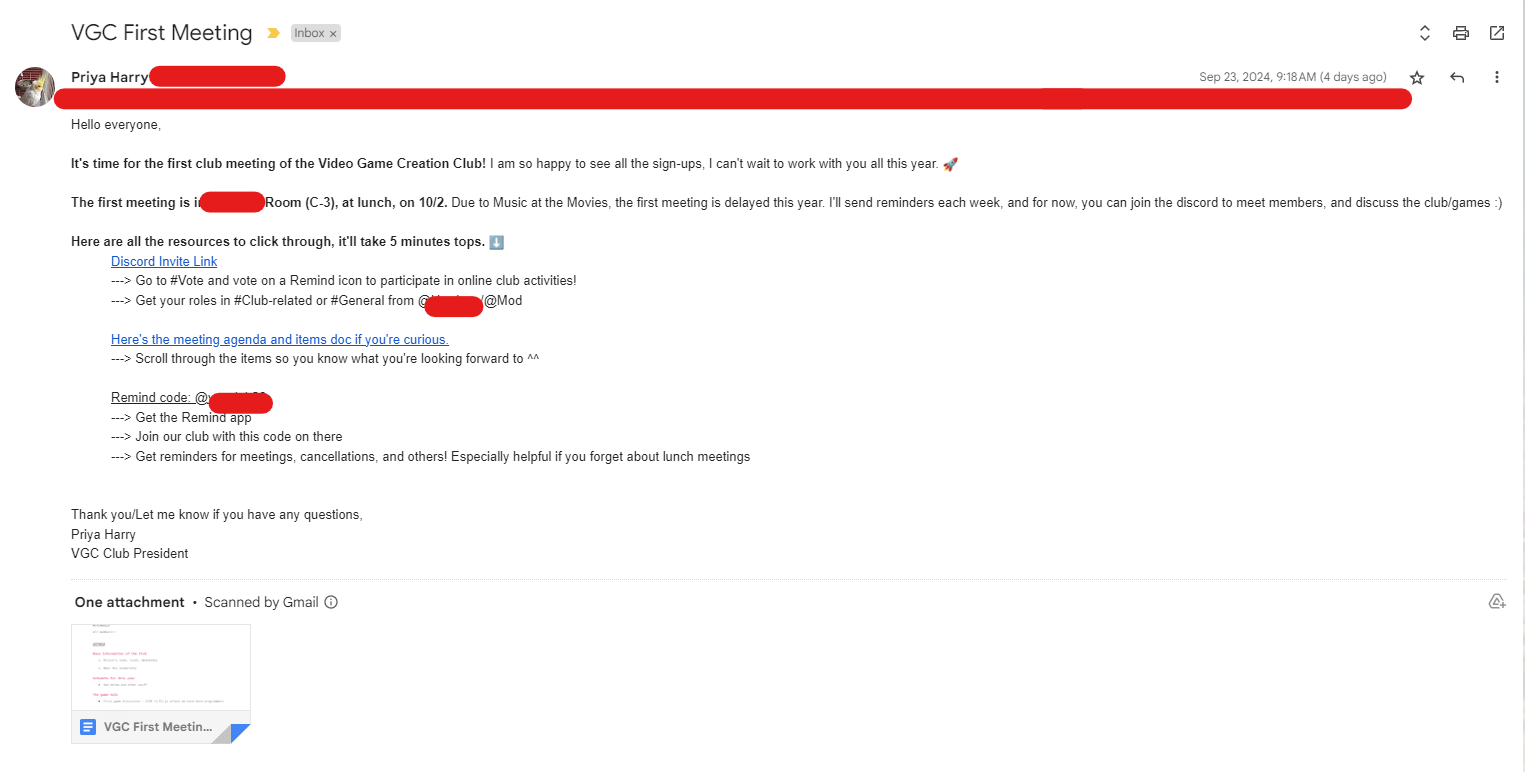 VGC First Meeting Inbox ×
Priya Harry Sep 23, 2024, 9:18 AM (4 days ago)
Hello everyone,
It's time for the first club meeting of the Video Game Creation Club! I am so happy to see all the sign-ups, I can't wait to work with you all this year. 🚀
The first meeting is Room (C-3), at lunch, on 10/2. Due to Music at the Movies, the first meeting is delayed this year. I'll send reminders each week, and for now, you can join the discord to meet members, and discuss the club/games :)
Here are all the resources to click through, it'll take 5 minutes tops. ⬇️
Discord Invite Link
---> Go to #Vote and vote on a Remind icon to participate in online club activities!
---> Get your roles in #Club-related or #General from @ /@Mod
Here's the meeting agenda and items doc if you're curious.
---> Scroll through the items so you know what you're looking forward to ^^
Remind code: @
---> Get the Remind app
---> Join our club with this code on there
---> Get reminders for meetings, cancellations, and others! Especially helpful if you forget about lunch meetings
Thank you/Let me know if you have any questions,
Priya Harry
VGC Club President
One attachment • Scanned by Gmail
VGC First Meetin...